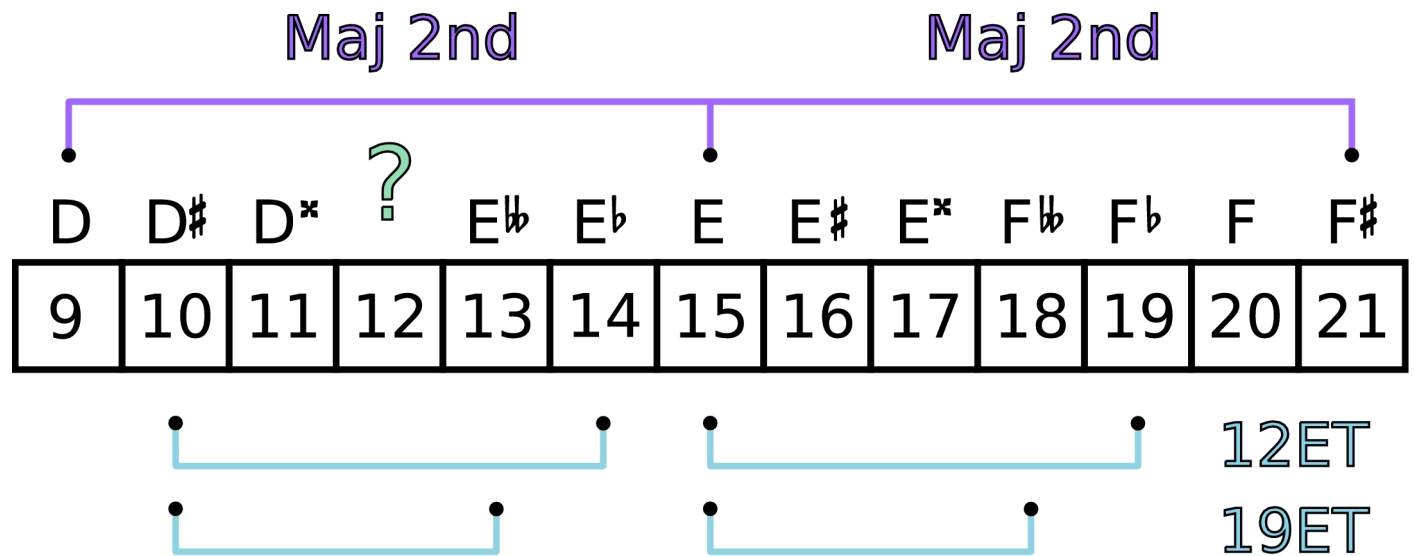 Maj 2nd Maj 2nd
D D♯ D𝄪 ? E𝄫 E♭ E E♯ E𝄪 F𝄫 F♭ F F♯
9 10 11 12 13 14 15 16 17 18 19 20 21
12ET
19ET